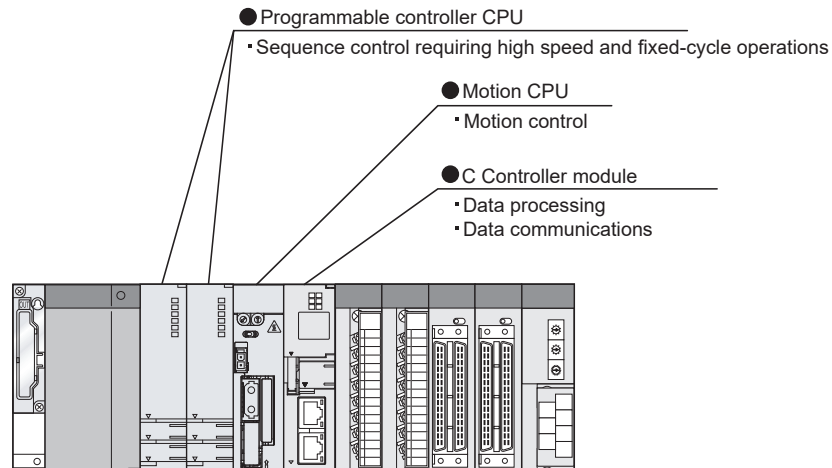 ●Programmable controller CPU
▪Sequence control requiring high speed and fixed-cycle operations
●Motion CPU
▪Motion control
●C Controller module
▪Data processing
▪Data communications
OUT